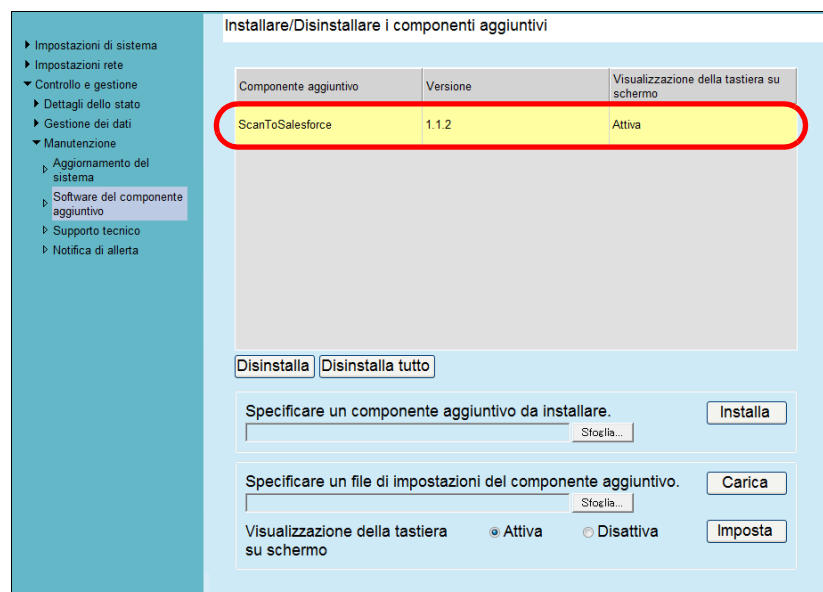 Installare/Disinstallare i componenti aggiuntivi
Impostazioni di sistema
Impostazioni rete
Controllo e gestione
Dettagli dello stato
Gestione dei dati
Manutenzione
Aggiornamento del
sistema
Software del componente
aggiuntivo
Supporto tecnico
Notifica di allerta
Componente aggiuntivo Versione Visualizzazione della tastiera su
schermo
ScanToSalesforce 1.1.2 Attiva
Disinstalla Disinstalla tutto
Specificare un componente aggiuntivo da installare. Installa
Sfoglia...
Specificare un file di impostazioni del componente aggiuntivo. Carica
Sfoglia...
Visualizzazione della tastiera Attiva Disattiva Imposta
su schermo